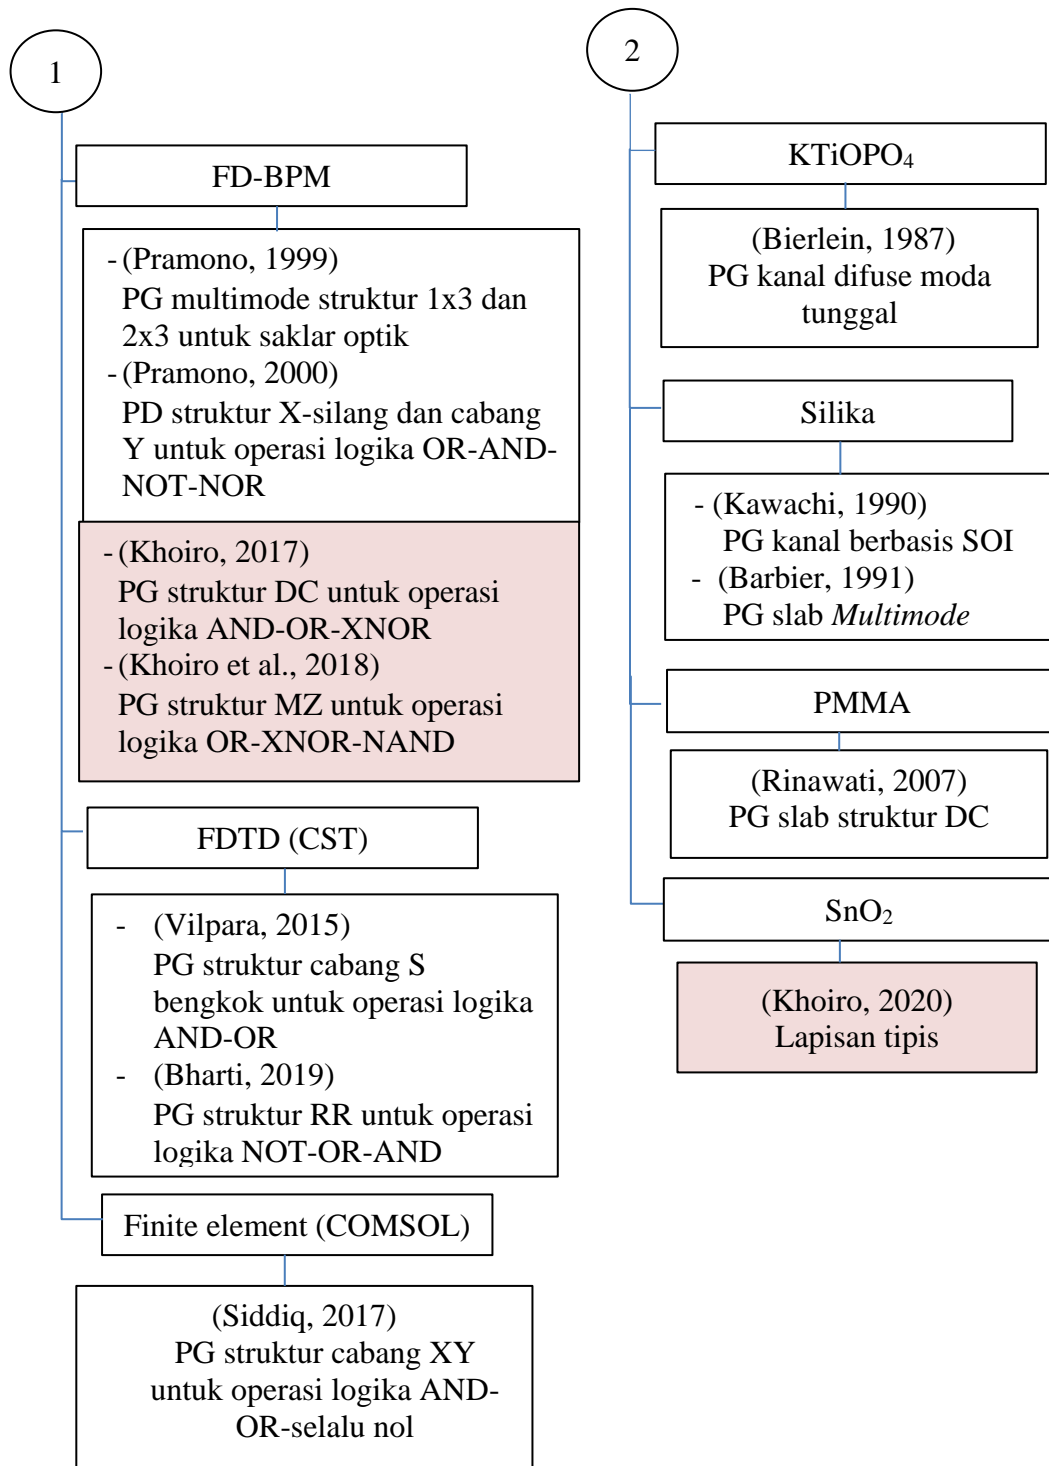 1
FD-BPM
- (Pramono, 1999)
PG multimode struktur 1x3 dan
2x3 untuk saklar optik
- (Pramono, 2000)
PD struktur X-silang dan cabang
Y untuk operasi logika OR-AND-
NOT-NOR
- (Khoiro, 2017)
PG struktur DC untuk operasi
logika AND-OR-XNOR
- (Khoiro et al., 2018)
PG struktur MZ untuk operasi
logika OR-XNOR-NAND
FDTD (CST)
- (Vilpara, 2015)
PG struktur cabang S
bengkok untuk operasi logika
AND-OR
- (Bharti, 2019)
PG struktur RR untuk operasi
logika NOT-OR-AND
Finite element (COMSOL)
(Siddiq, 2017)
PG struktur cabang XY
untuk operasi logika AND-
OR-selalu nol
2
KTiOPO₄
(Bierlein, 1987)
PG kanal difuse moda
tunggal
Silika
- (Kawachi, 1990)
PG kanal berbasis SOI
- (Barbier, 1991)
PG slab Multimode
PMMA
(Rinawati, 2007)
PG slab struktur DC
SnO₂
(Khoiro, 2020)
Lapisan tipis